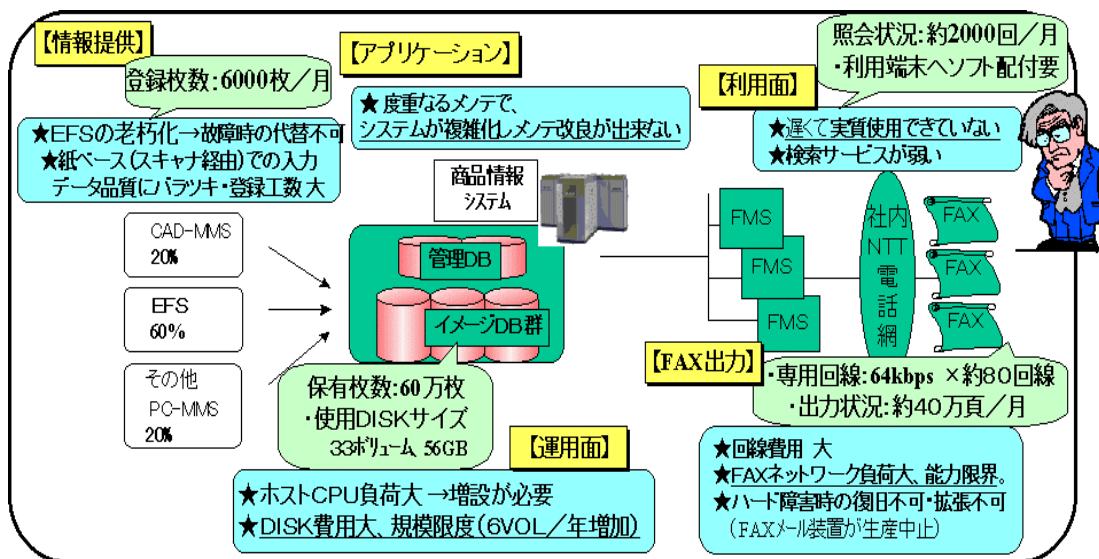 【情報提供】
登録枚数:6000枚/月
★EFSの老朽化→故障時の代替不可
★紙ベース(スキャナ経由)での入力
データ品質にバラツキ・登録工数 大
【アプリケーション】
★ 度重なるメンテで、
システムが複雑化しメンテ改良が出来ない
照会状況:約2000回/月
・利用端末へソフト配付要
【利用面】
★遅くて実質使用できていない
★検索サービスが弱い
商品情報
システム
CAD-MMS
20%
EFS
60%
その他
PC-MMS
20%
管理DB
イメージDB群
保有枚数:60万枚
・使用DISKサイズ
33ボリューム、56GB
FMS
FMS
FMS
社内
NTT
電
話
網
FAX
FAX
FAX
【FAX出力】
・専用回線:64kbps ×約80回線
・出力状況:約40万頁/月
【運用面】
★ホストCPU負荷大 →増設が必要
★DISK費用大、規模限度(6VOL/年増加)
★回線費用 大
★FAXネットワーク負荷大、能力限界。
★ハード障害時の復旧不可・拡張不可
(FAXメール装置が生産中止)